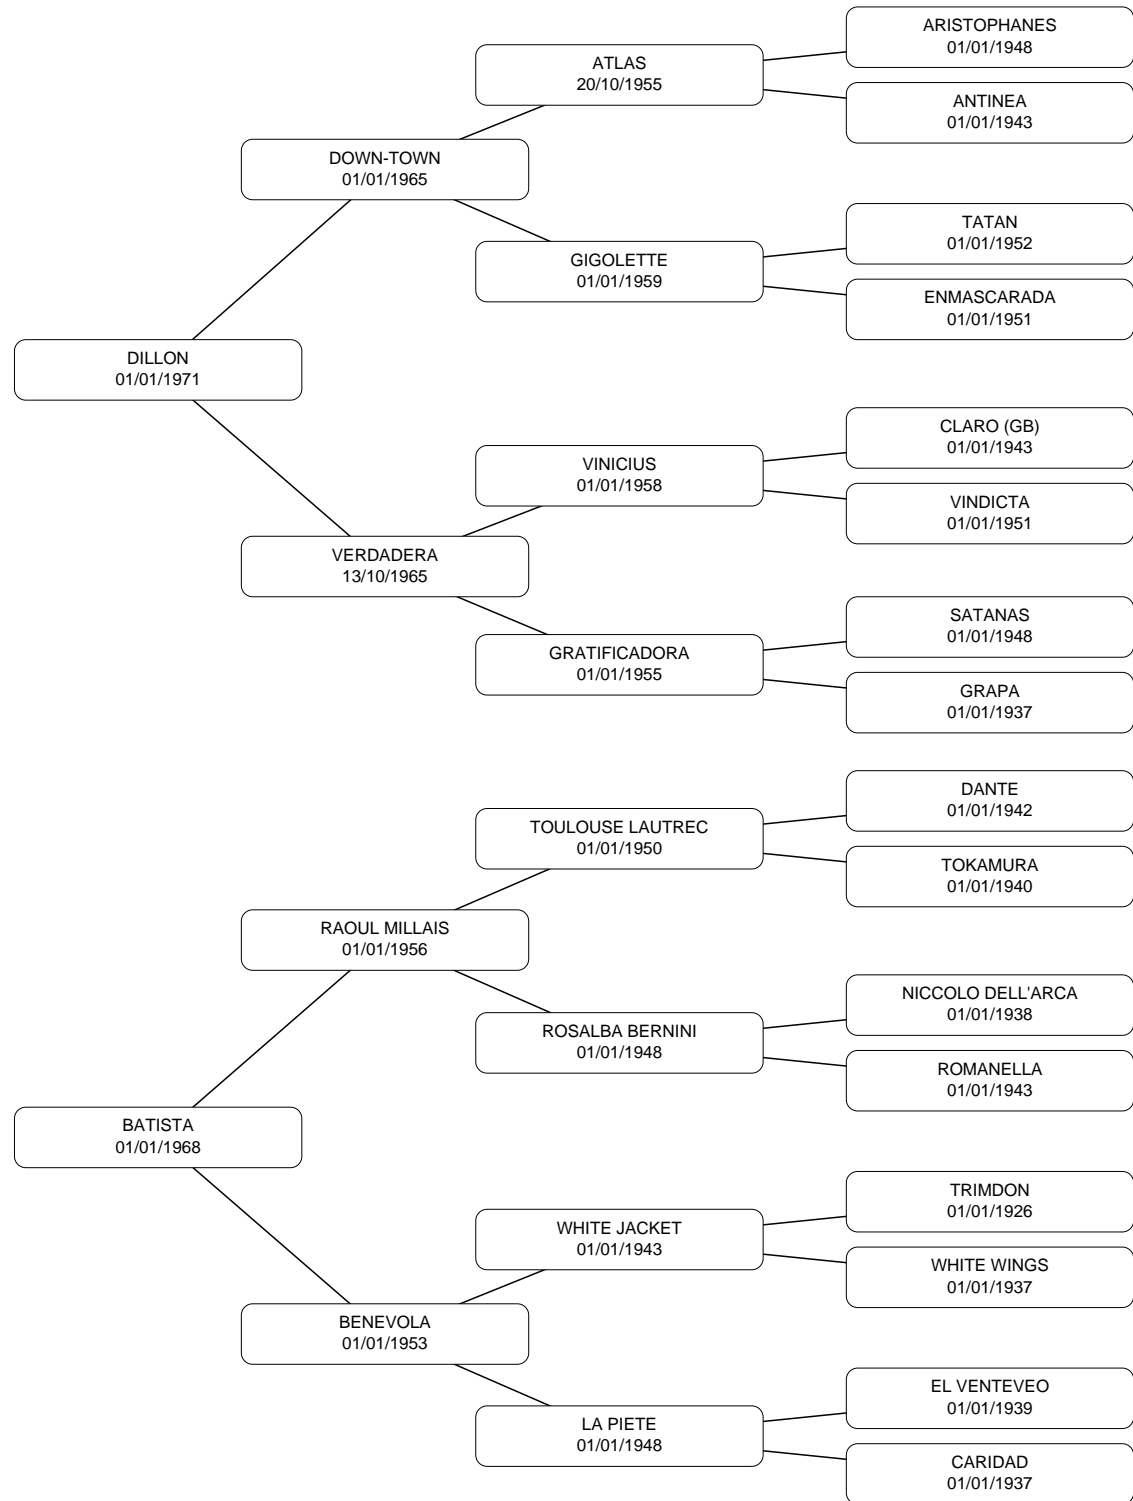 ARISTOPHANES
01/01/1948
ATLAS
20/10/1955
ANTINEA
01/01/1943
DOWN-TOWN
01/01/1965
TATAN
01/01/1952
GIGOLETTE
01/01/1959
ENMASCARADA
01/01/1951
DILLON
01/01/1971
CLARO (GB)
01/01/1943
VINICIUS
01/01/1958
VINDICTA
01/01/1951
VERDADERA
13/10/1965
SATANAS
01/01/1948
GRATIFICADORA
01/01/1955
GRAPA
01/01/1937
DANTE
01/01/1942
TOULOUSE LAUTREC
01/01/1950
TOKAMURA
01/01/1940
RAOUL MILLAIS
01/01/1956
NICCOLO DELL'ARCA
01/01/1938
ROSALBA BERNINI
01/01/1948
ROMANELLA
01/01/1943
BATISTA
01/01/1968
TRIMDON
01/01/1926
WHITE JACKET
01/01/1943
WHITE WINGS
01/01/1937
BENEVOLA
01/01/1953
EL VENTEVEO
01/01/1939
LA PIETE
01/01/1948
CARIDAD
01/01/1937